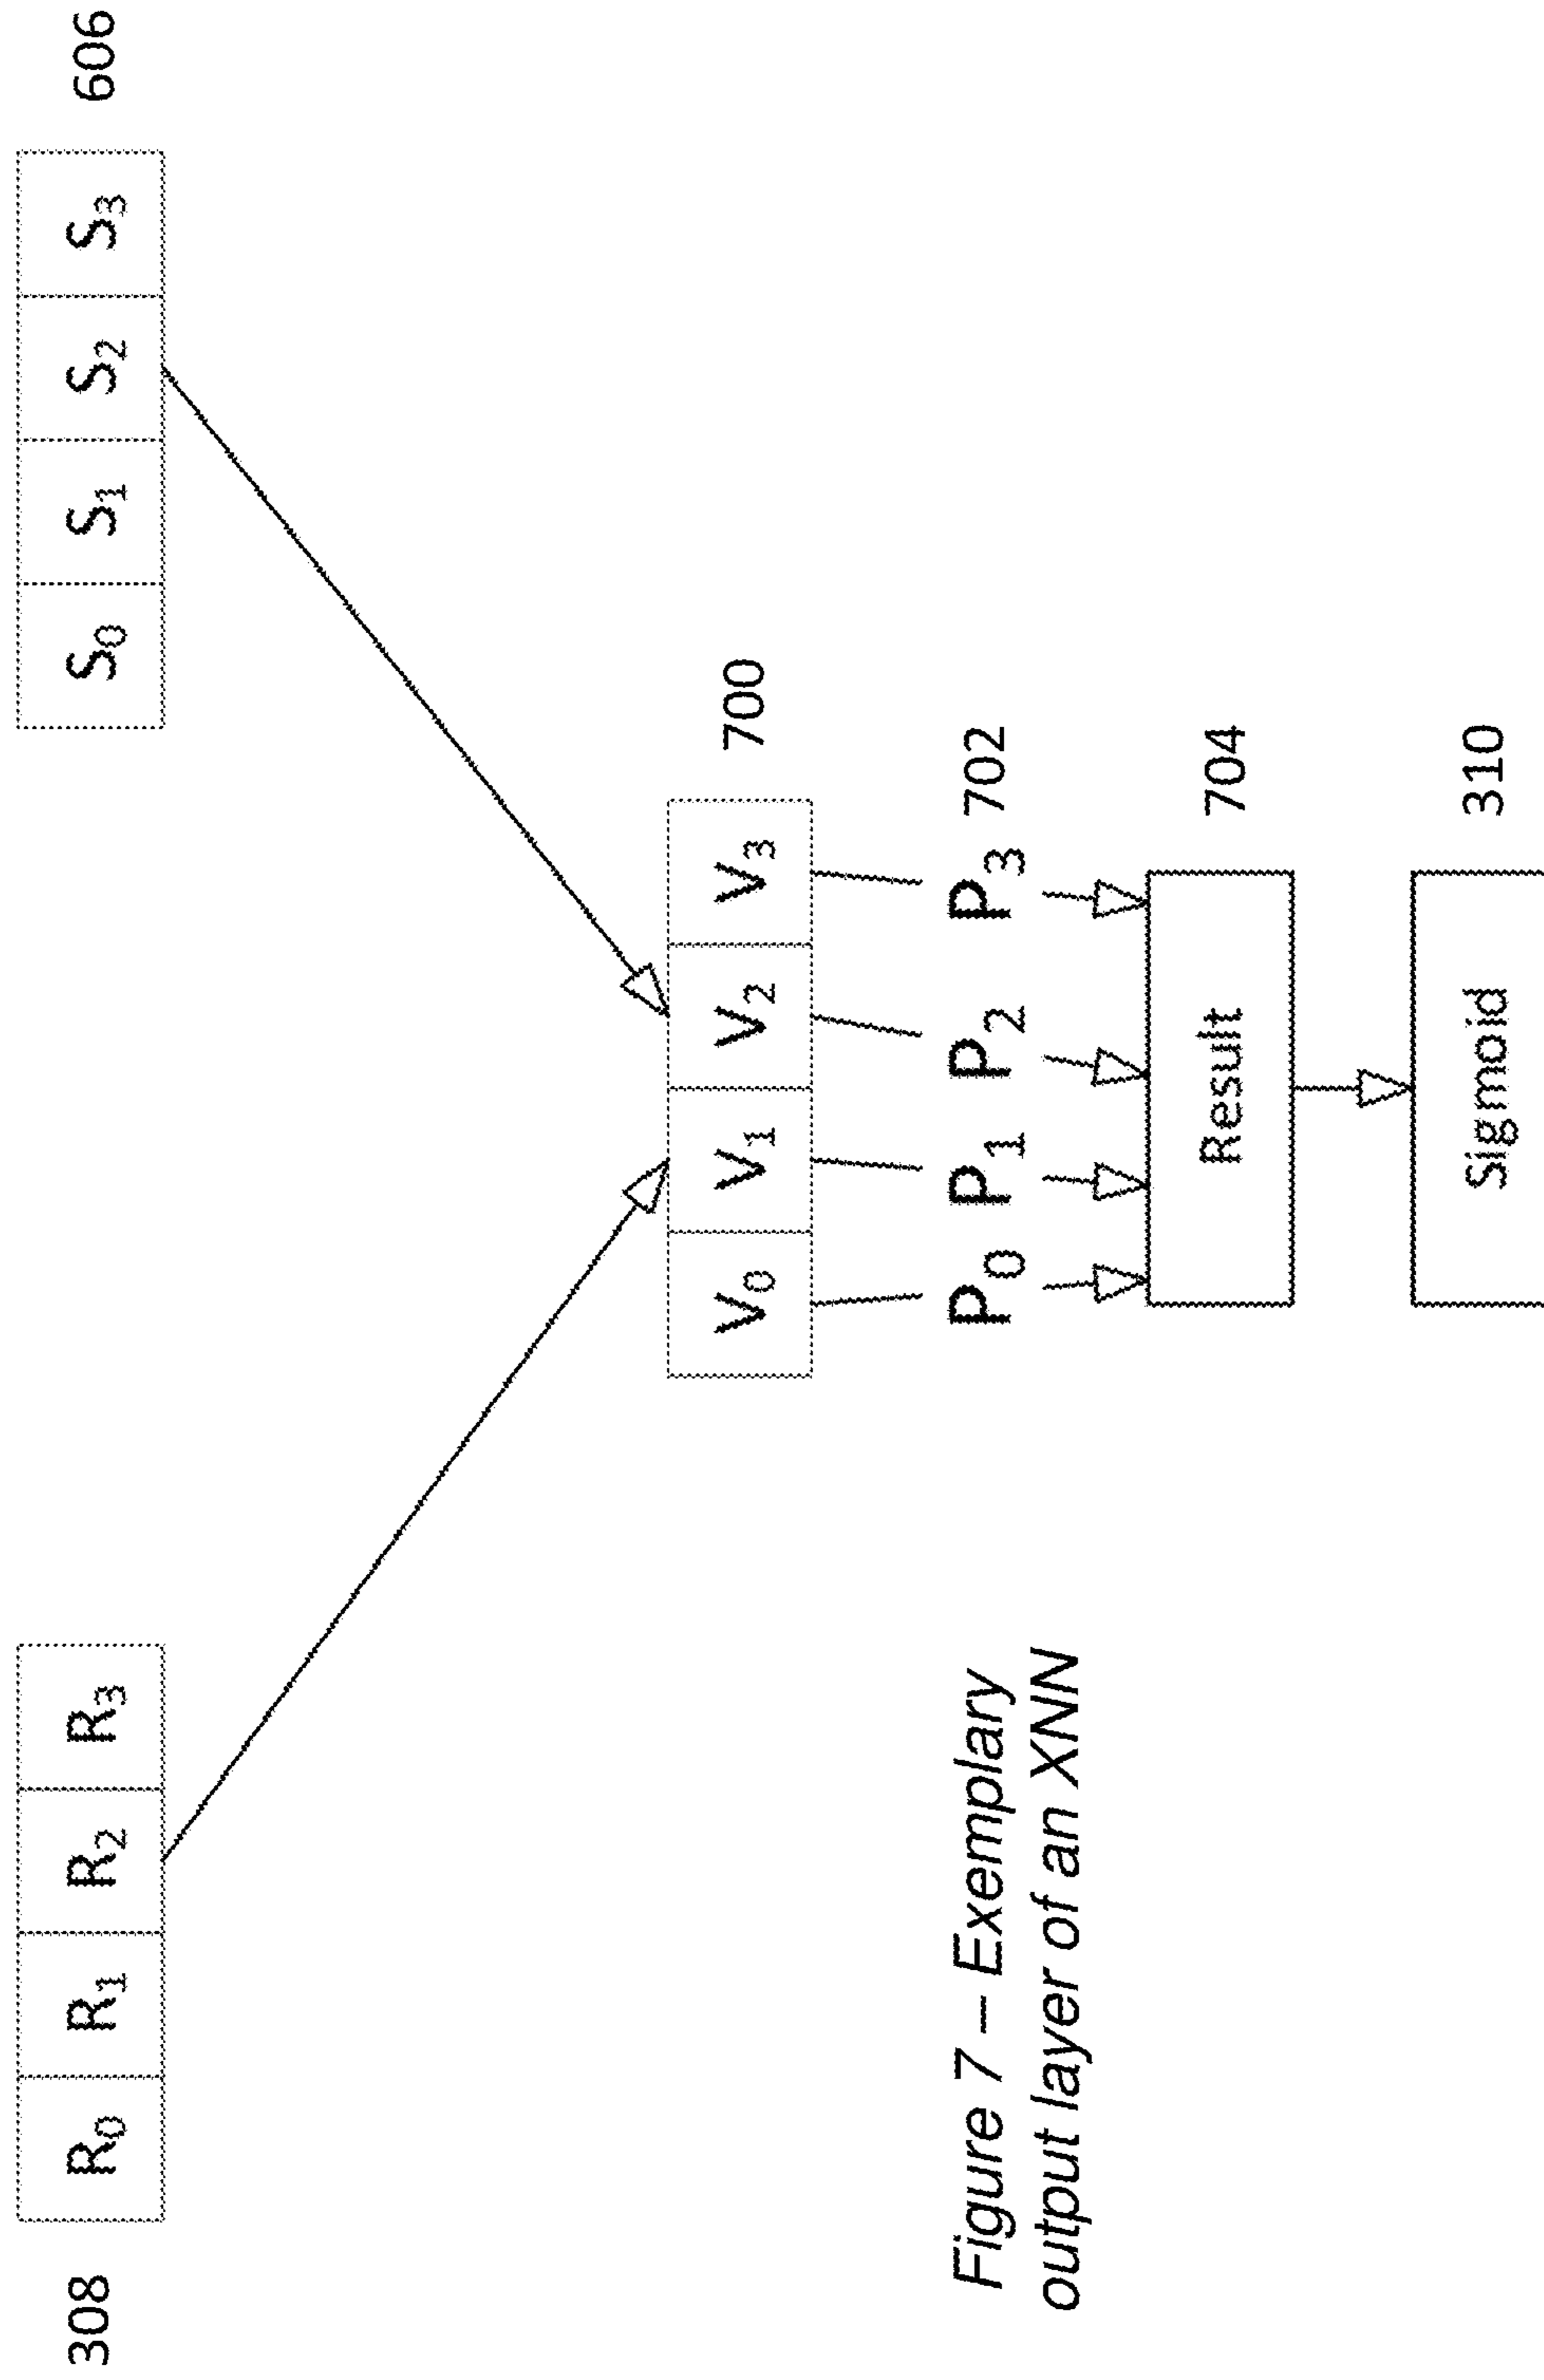 308 R0 R1 R2 R3 S0 S1 S2 S3 606
V0 V1 V2 V3 700
P0 P1 P2 P3 702
Result 704
Sigmoid 310
Figure 7 – Exemplary
output layer of an XNN